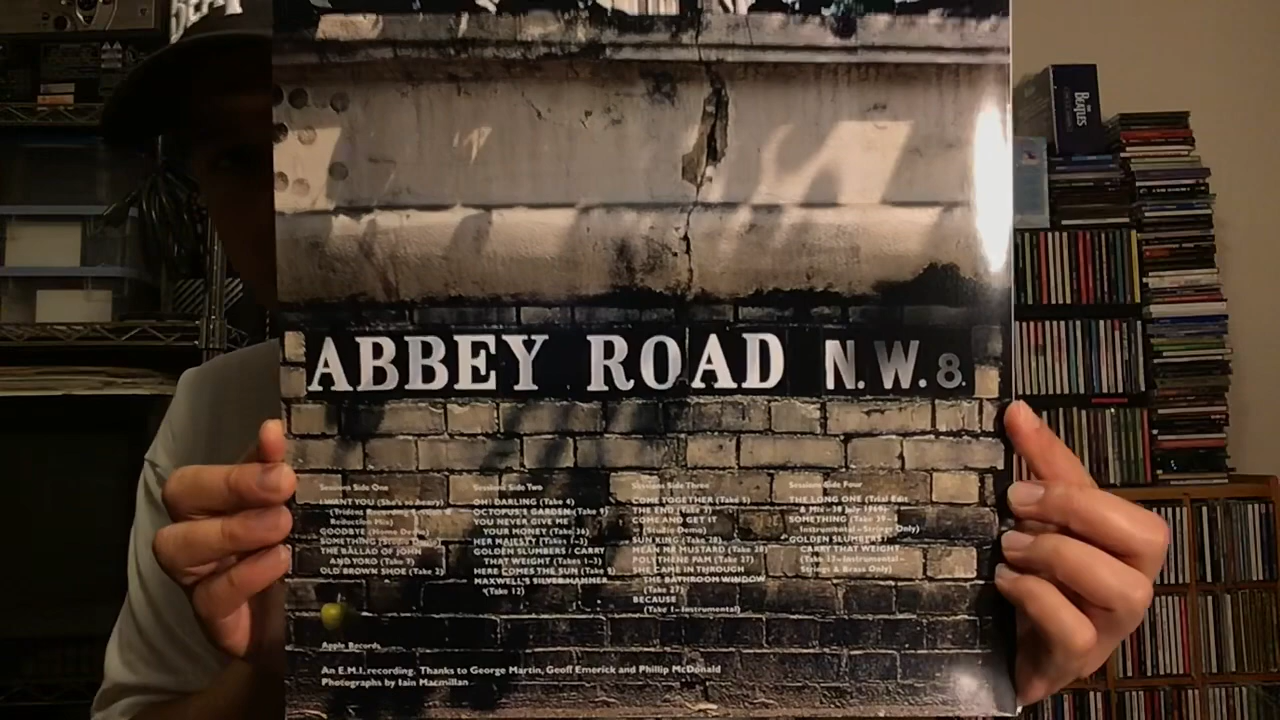 BEAT
BEATLES
ABBEY ROAD N.W.8.
Sessions Side One
I WANT YOU (She's so heavy)
(Trident Recording Session &
Reduction Mix)
GOODBYE (Home Demo)
SOMETHING (Studio Demo)
THE BALLAD OF JOHN
AND YOKO (Take 7)
OLD BROWN SHOE (Take 2)
Sessions Side Two
OH! DARLING (Take 4)
OCTOPUS'S GARDEN (Take 9)
YOU NEVER GIVE ME
YOUR MONEY (Take 36)
HER MAJESTY (Takes 1–3)
GOLDEN SLUMBERS / CARRY
THAT WEIGHT (Takes 1–3)
HERE COMES THE SUN (Take 9)
MAXWELL'S SILVER HAMMER
(Take 12)
Sessions Side Three
COME TOGETHER (Take 5)
THE END (Take 3)
COME AND GET IT
(Studio Demo)
SUN KING (Take 20)
MEAN MR MUSTARD (Take 20)
POLYTHENE PAM (Take 27)
SHE CAME IN THROUGH
THE BATHROOM WINDOW
(Take 27)
BECAUSE
(Take 1–Instrumental)
Sessions Side Four
THE LONG ONE (Trial Edit
& Mix–30 July 1969)
SOMETHING (Take 39–
Instrumental–Strings Only)
GOLDEN SLUMBERS /
CARRY THAT WEIGHT
(Take 17–Instrumental–
Strings & Brass Only)
Apple Records
An E.M.I. recording. Thanks to George Martin, Geoff Emerick and Phillip McDonald
Photographs by Iain Macmillan